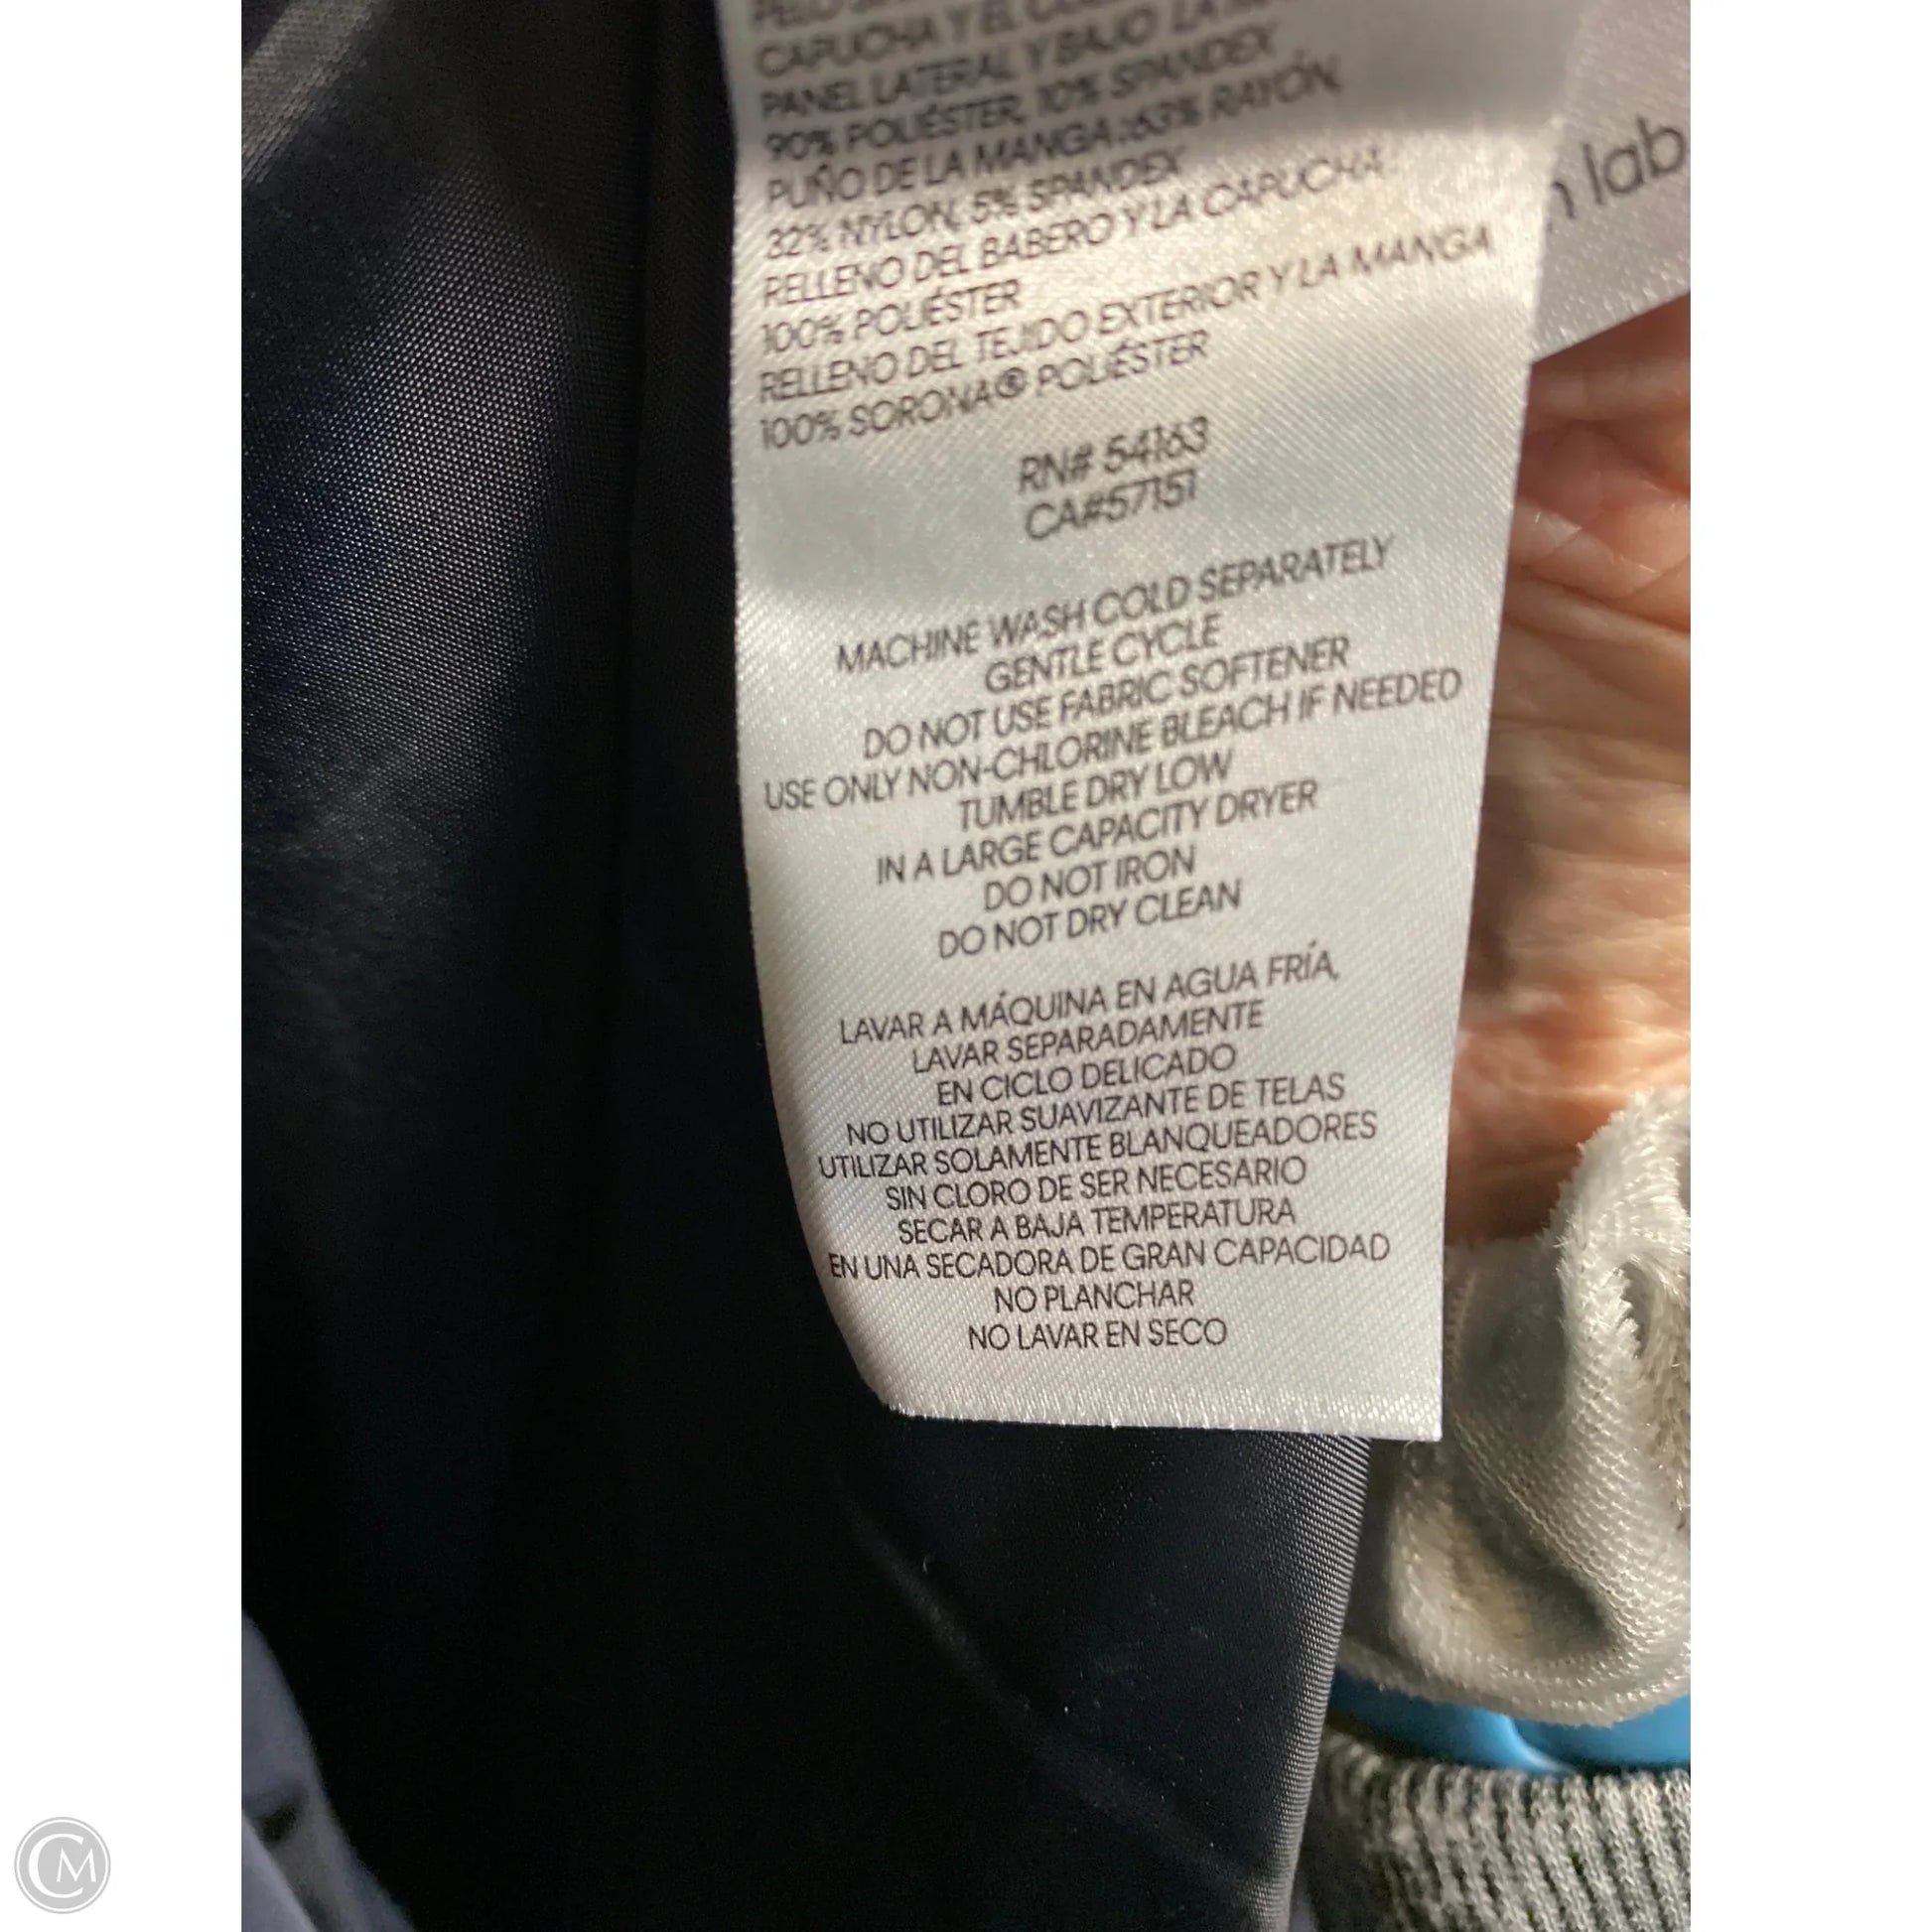 CAPUCHA Y EL
PANEL LATERAL Y BAJO LA
90% POLIÉSTER, 10% SPANDEX
PUÑO DE LA MANGA:63% RAYÓN,
32% NYLON, 5% SPANDEX
RELLENO DEL BABERO Y LA CAPUCHA:
100% POLIÉSTER
RELLENO DEL TEJIDO EXTERIOR Y LA MANGA
100% SORONA® POLIÉSTER
RN# 54163
CA#57151
MACHINE WASH COLD SEPARATELY
GENTLE CYCLE
DO NOT USE FABRIC SOFTENER
USE ONLY NON-CHLORINE BLEACH IF NEEDED
TUMBLE DRY LOW
IN A LARGE CAPACITY DRYER
DO NOT IRON
DO NOT DRY CLEAN
LAVAR A MÁQUINA EN AGUA FRÍA,
LAVAR SEPARADAMENTE
EN CICLO DELICADO
NO UTILIZAR SUAVIZANTE DE TELAS
UTILIZAR SOLAMENTE BLANQUEADORES
SIN CLORO DE SER NECESARIO
SECAR A BAJA TEMPERATURA
EN UNA SECADORA DE GRAN CAPACIDAD
NO PLANCHAR
NO LAVAR EN SECO
lab
CM